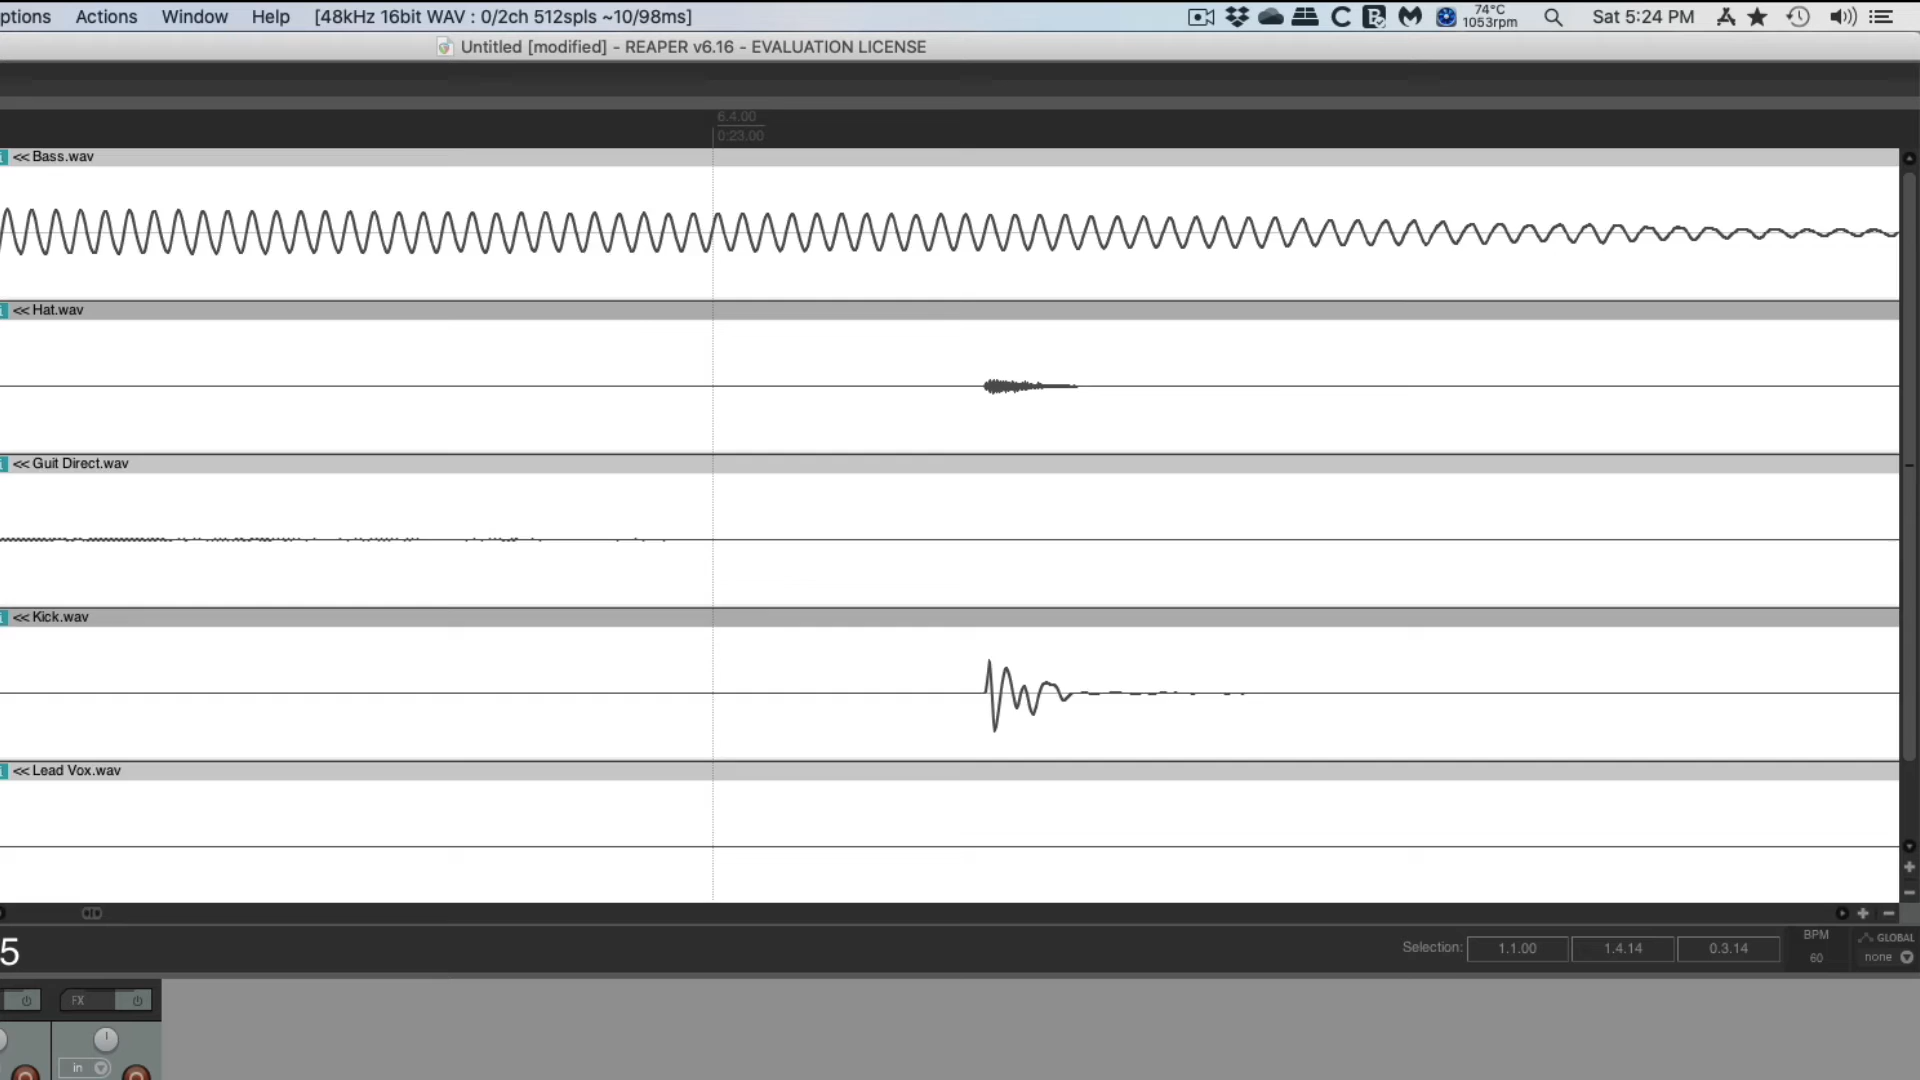 ptions Actions Window Help [48kHz 16bit WAV : 0/2ch 512spls ~10/98ms] 74°C 1053rpm Sat 5:24 PM
Untitled [modified] - REAPER v6.16 - EVALUATION LICENSE
6.4.00
0:23.00
<< Bass.wav
<< Hat.wav
<< Guit Direct.wav
<< Kick.wav
<< Lead Vox.wav
5
Selection: 1.1.00 1.4.14 0.3.14
BPM
60
GLOBAL
none
FX
in